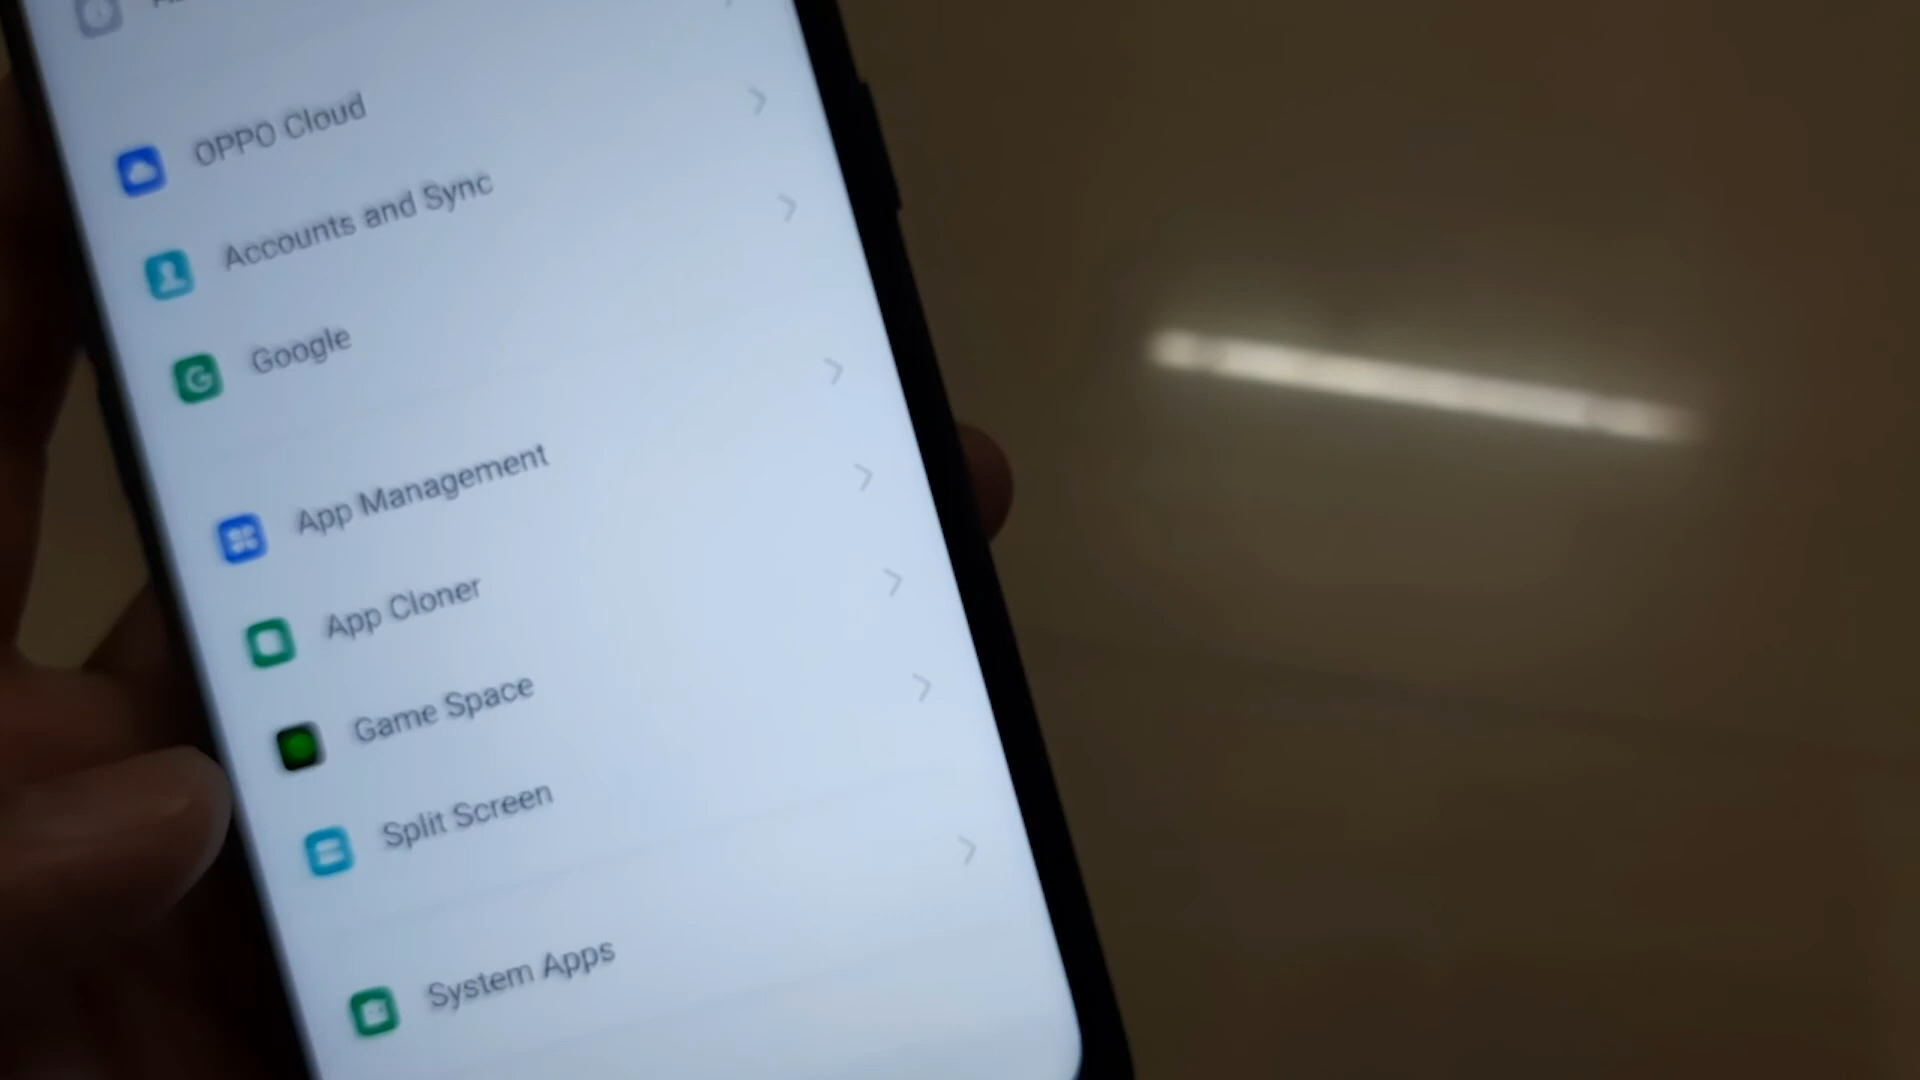 OPPO Cloud
Accounts and Sync
Google
App Management
App Cloner
Game Space
Split Screen
System Apps